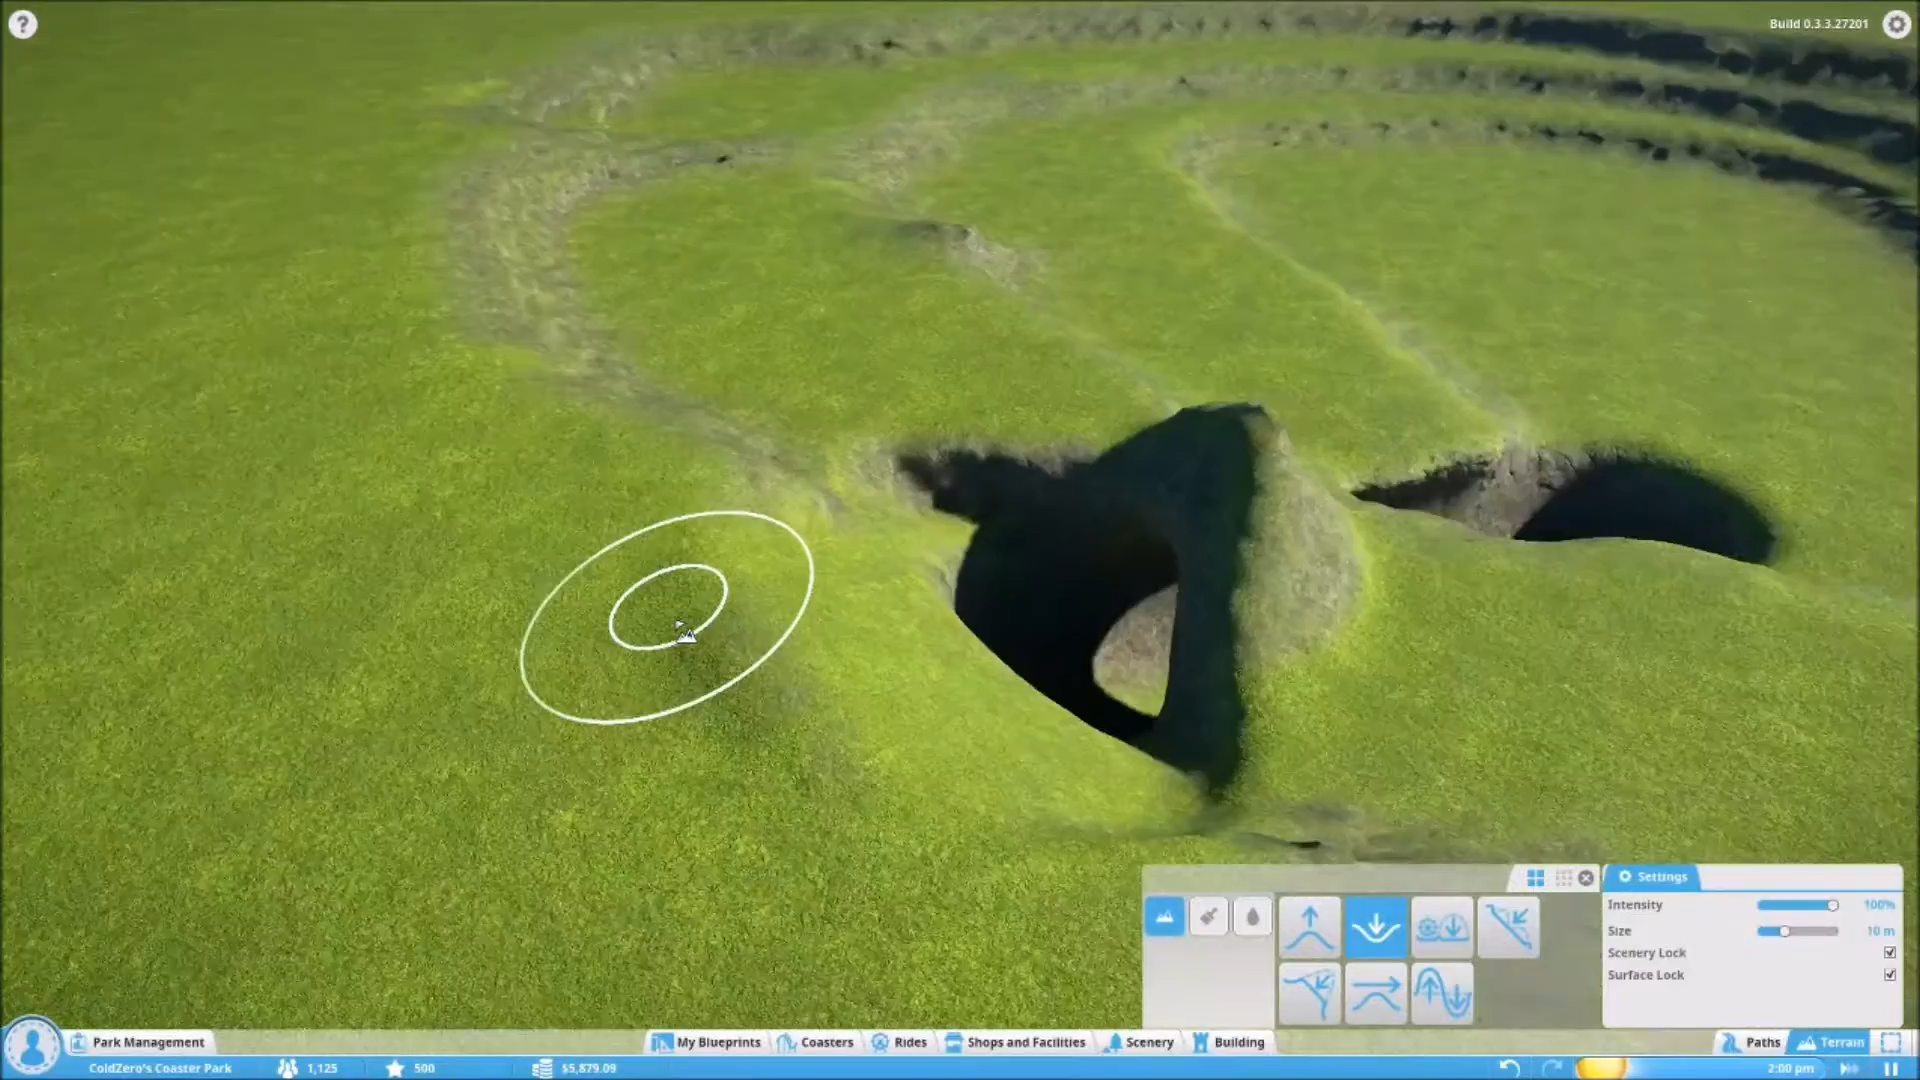 ?
Build 0.3.3.27201
Settings
Intensity 100%
Size 10 m
Scenery Lock
Surface Lock
Park Management
My Blueprints Coasters Rides Shops and Facilities Scenery Building
Paths Terrain
ColdZero's Coaster Park 1,125 500 $5,879.09 2:00 pm